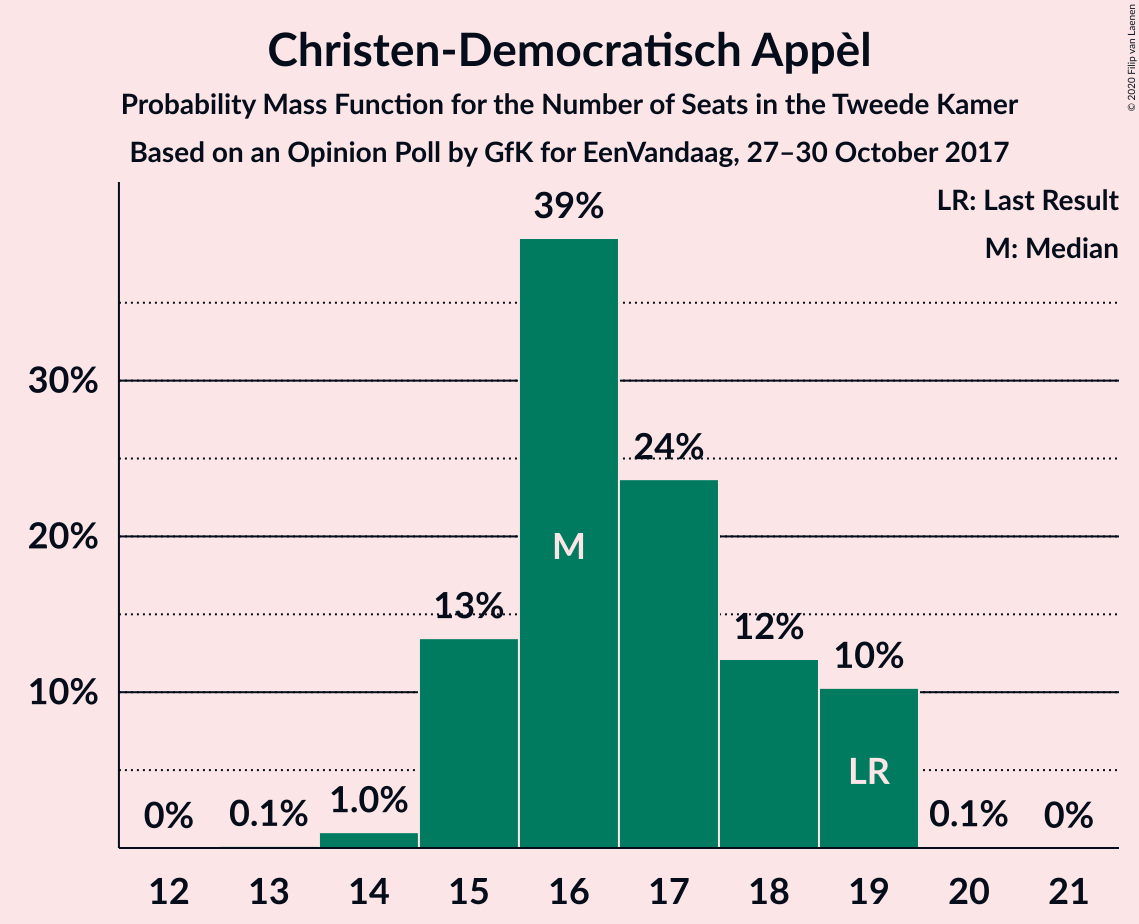 Christen-Democratisch Appèl
Probability Mass Function for the Number of Seats in the Tweede Kamer
Based on an Opinion Poll by GfK for EenVandaag, 27–30 October 2017
© 2020 Filip van Laenen
LR: Last Result
M: Median
39%
30%
24%
20%
M
13%
12%
10%
10%
LR
0%
0.1%
1.0%
0.1%
0%
12 13 14 15 16 17 18 19 20 21